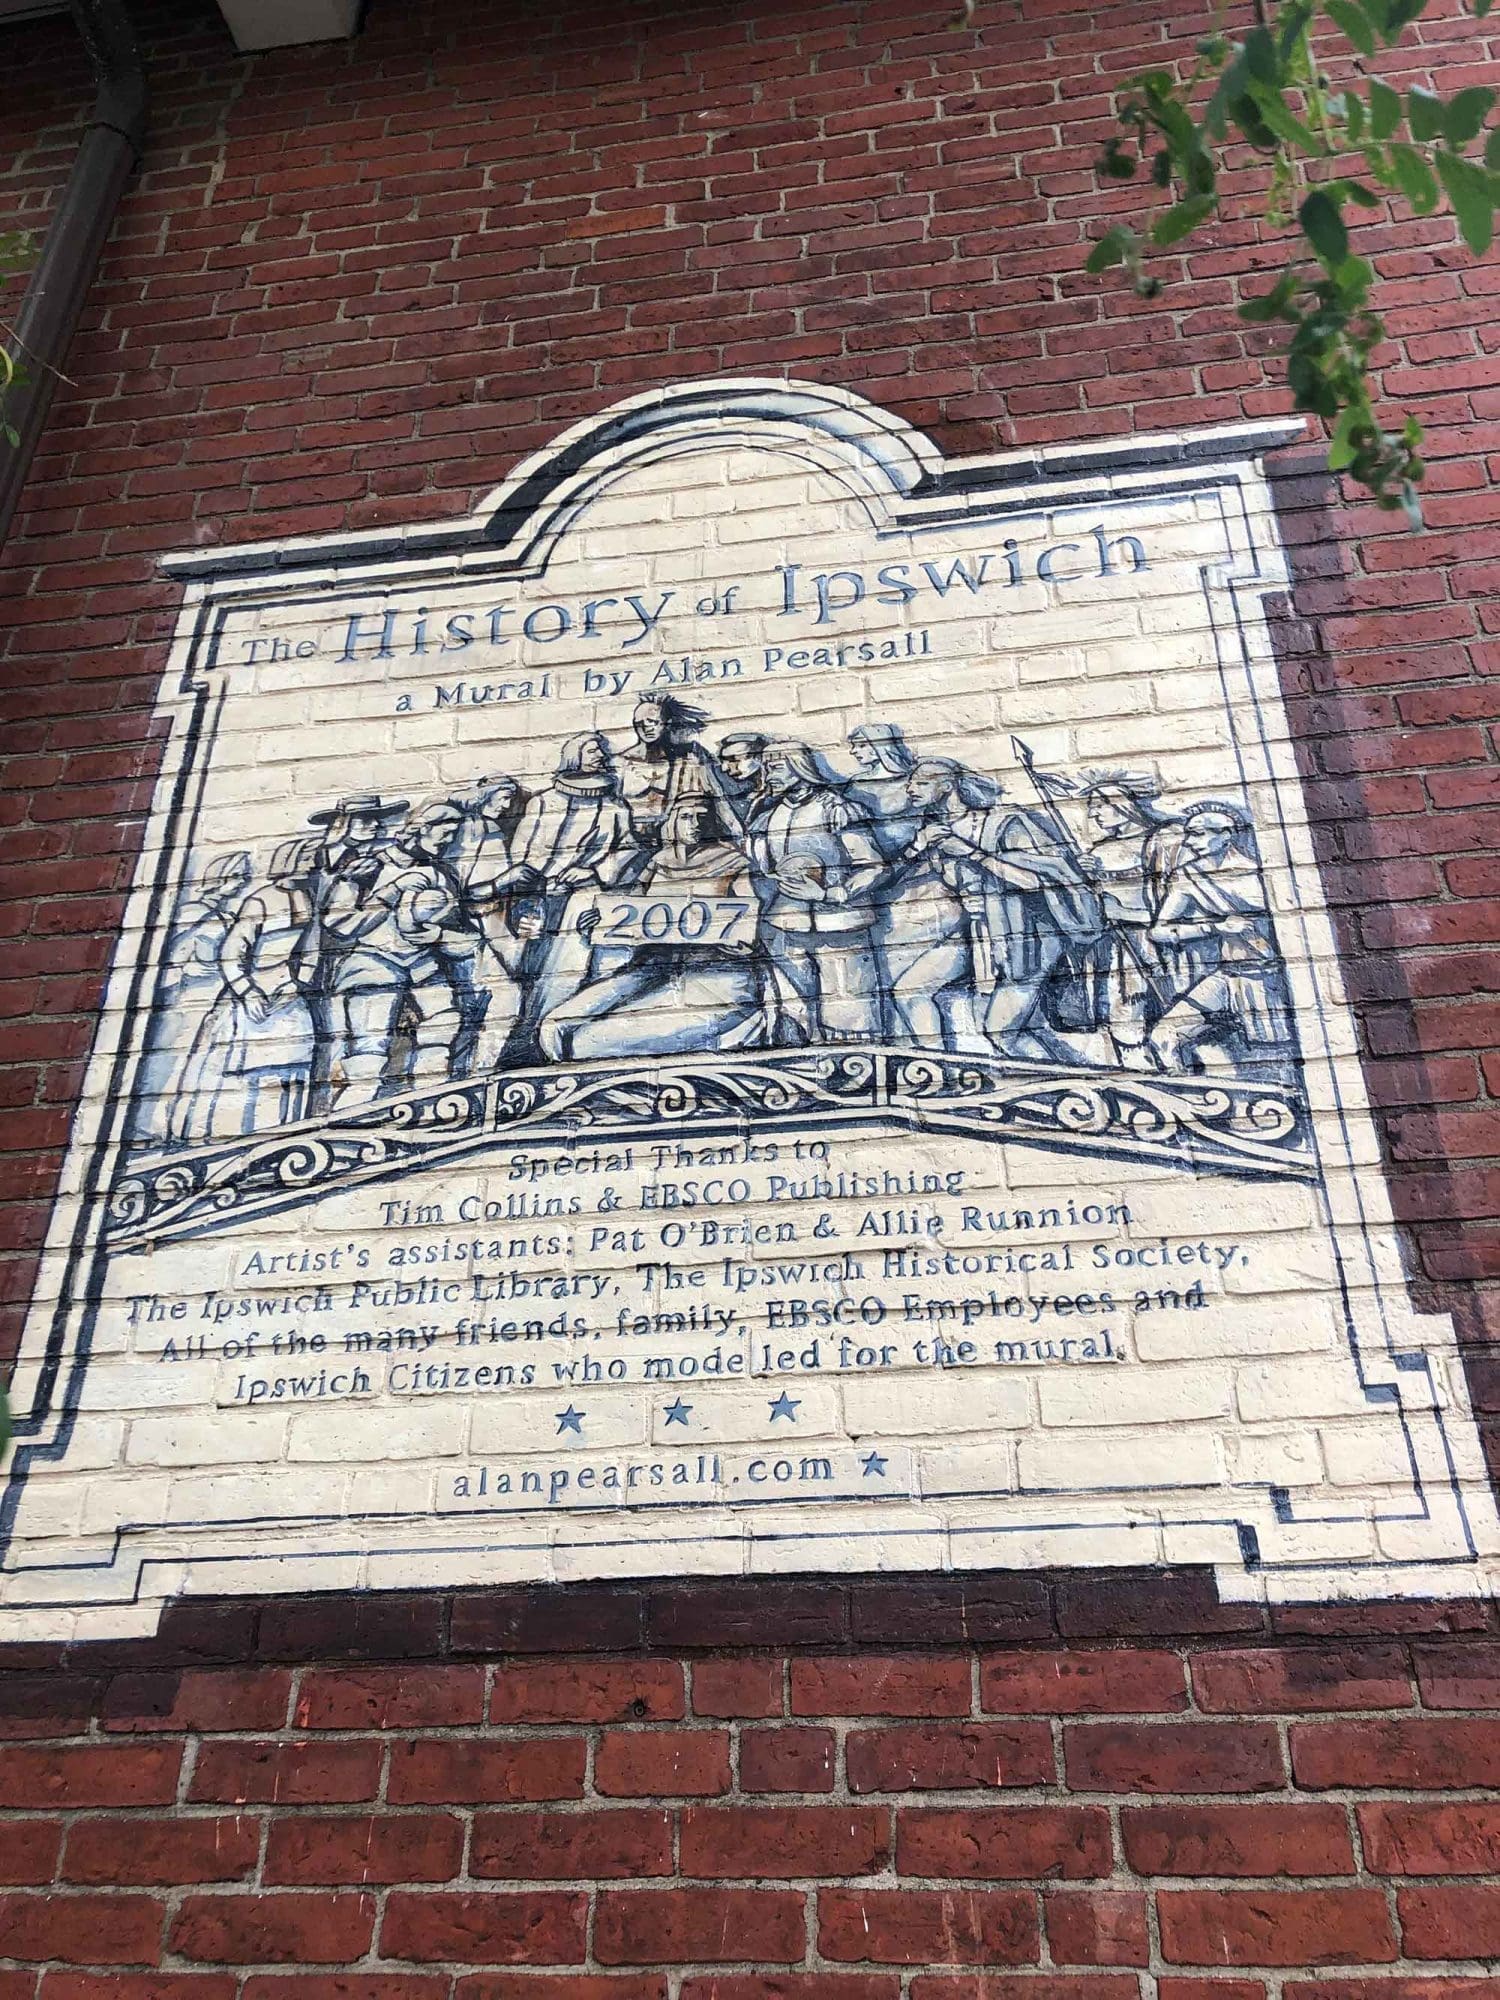 The History of Ipswich
a Mural by Alan Pearsall
2007
Special Thanks to
Tim Collins & EBSCO Publishing
Artist's assistants: Pat O'Brien & Allie Runnion
The Ipswich Public Library, The Ipswich Historical Society,
All of the many friends, family, EBSCO Employees and
Ipswich Citizens who modelled for the mural.
alanpearsall.com